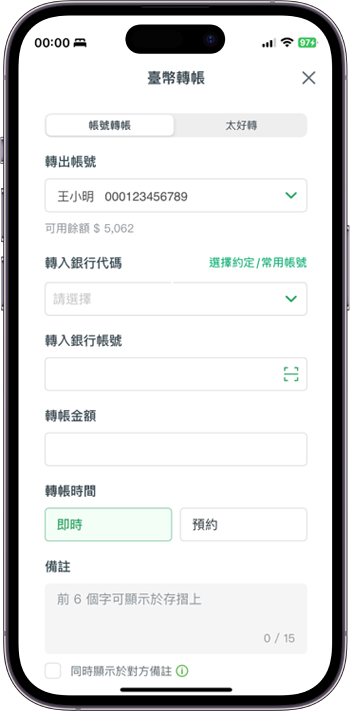 00:00
97
臺幣轉帳
帳號轉帳 太好轉
轉出帳號
王小明 000123456789
可用餘額 $ 5,062
轉入銀行代碼 選擇約定/常用帳號
請選擇
轉入銀行帳號
轉帳金額
轉帳時間
即時 預約
備註
前 6 個字可顯示於存摺上
0 / 15
同時顯示於對方備註